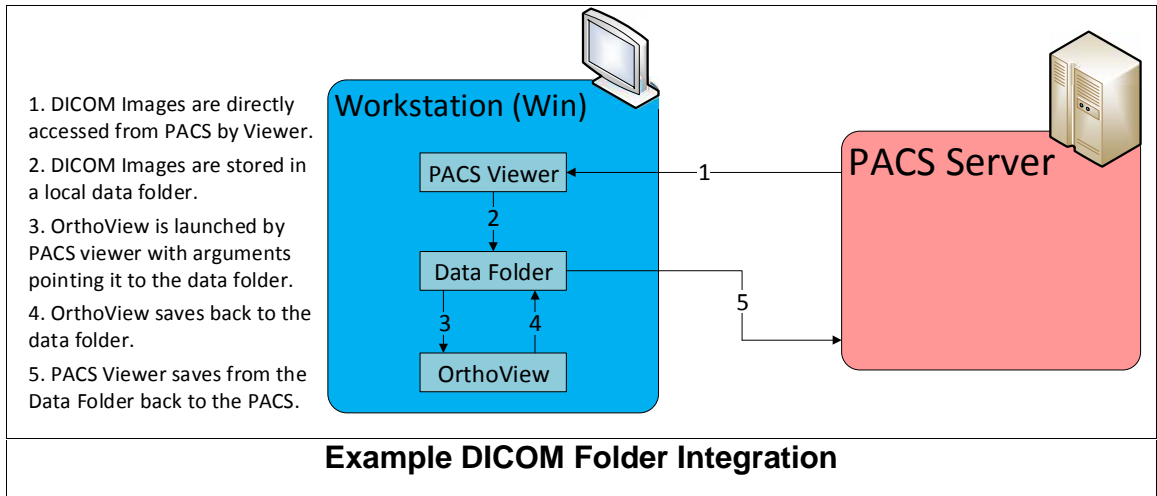 1. DICOM Images are directly
accessed from PACS by Viewer.
2. DICOM Images are stored in
a local data folder.
3. OrthoView is launched by
PACS viewer with arguments
pointing it to the data folder.
4. OrthoView saves back to the
data folder.
5. PACS Viewer saves from the
Data Folder back to the PACS.
Workstation (Win)
PACS Viewer
2
Data Folder
3
4
OrthoView
1
5
PACS Server
Example DICOM Folder Integration